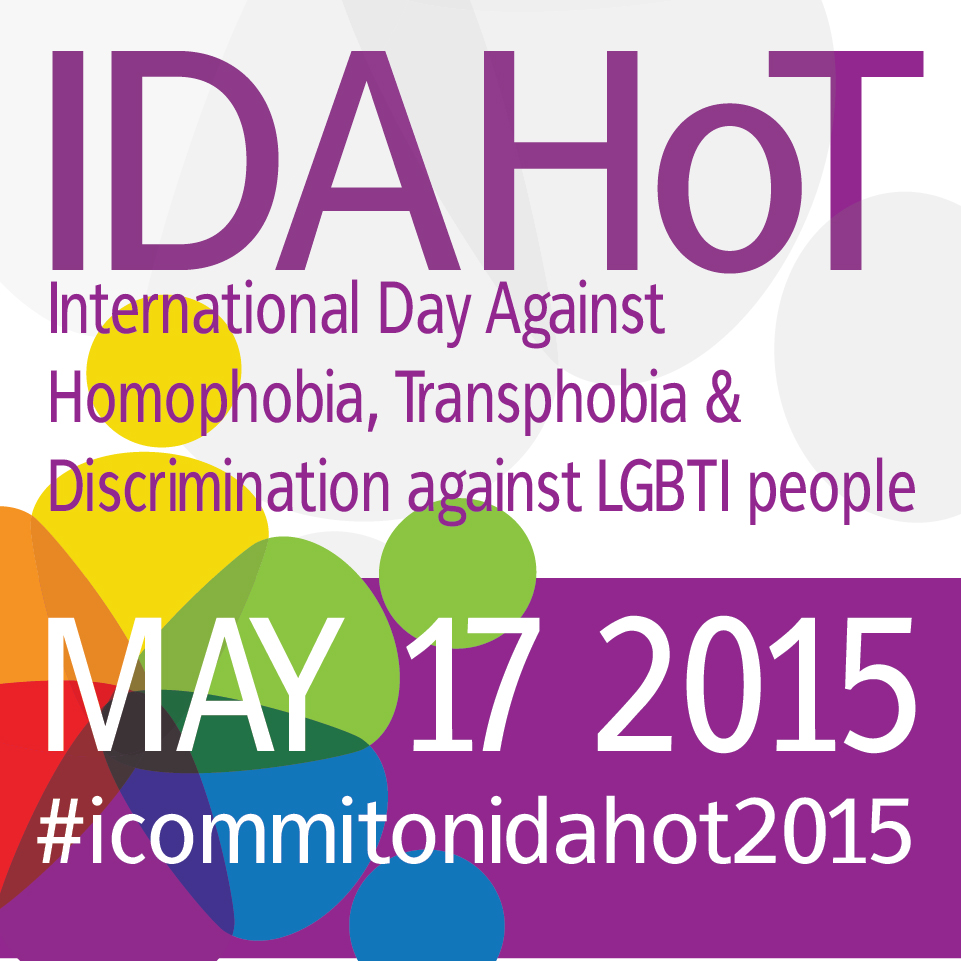 IDAHoT
International Day Against
Homophobia, Transphobia &
Discrimination against LGBTI people
MAY 17 2015
#icommitonidahot2015